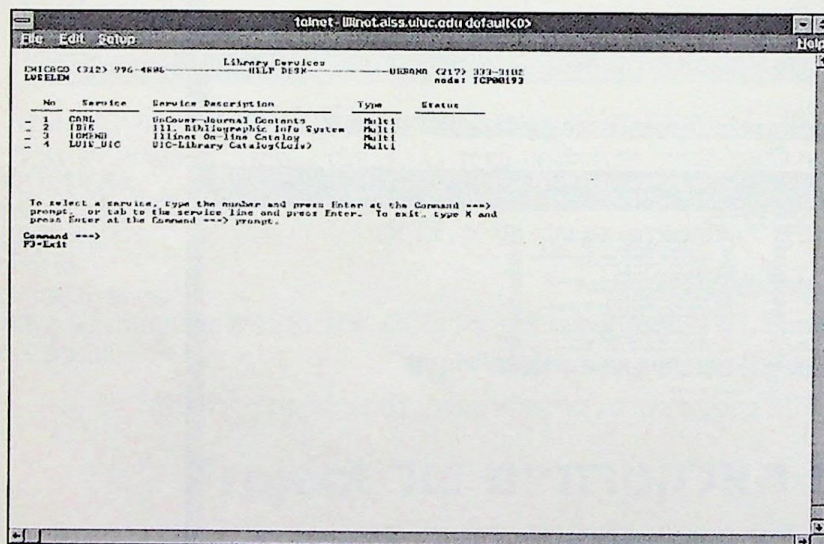 telnet - illinet.aiss.uiuc.edu default<0>
File Edit Setup Help
Library Services
CHICAGO (312) 996-4806 HELP DESK URBANA (217) 333-3102
node: TCP00193
No Service Service Description Type Status
_ 1 CARL UnCover-Journal Contents Multi
_ 2 IBIS Ill. Bibliographic Info System Multi
_ 3 IOMENU Illinet On-line Catalog Multi
_ 4 LUIS_UIC UIC-Library Catalog(Luis) Multi
To select a service, type the number and press Enter at the Command ===>
prompt, or tab to the service line and press Enter. To exit, type X and
press Enter at the Command ===> prompt.
Command ===>
F3=Exit